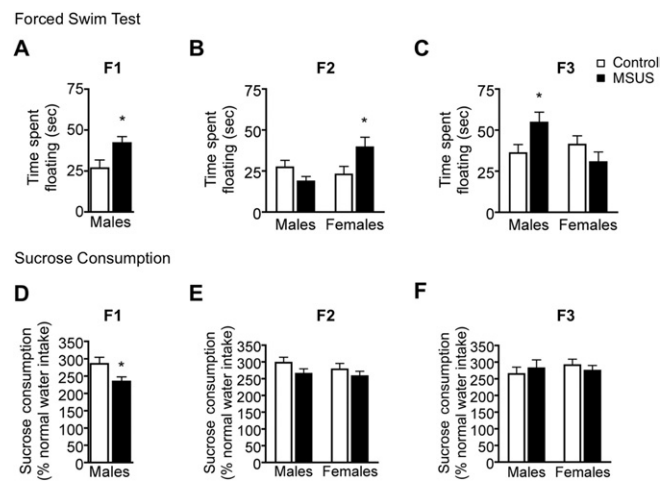 Forced Swim Test
A
F1
Time spent
floating (sec)
75
50
25
0
*
Males
B
F2
Time spent
floating (sec)
75
50
25
0
*
Males Females
C
F3
Time spent
floating (sec)
75
50
25
0
*
Males Females
Control
MSUS
Sucrose Consumption
D
F1
Sucrose consumption
(% normal water intake)
350
300
250
200
150
100
50
0
*
Males
E
F2
Sucrose consumption
(% normal water intake)
350
300
250
200
150
100
50
0
Males Females
F
F3
Sucrose consumption
(% normal water intake)
350
300
250
200
150
100
50
0
Males Females